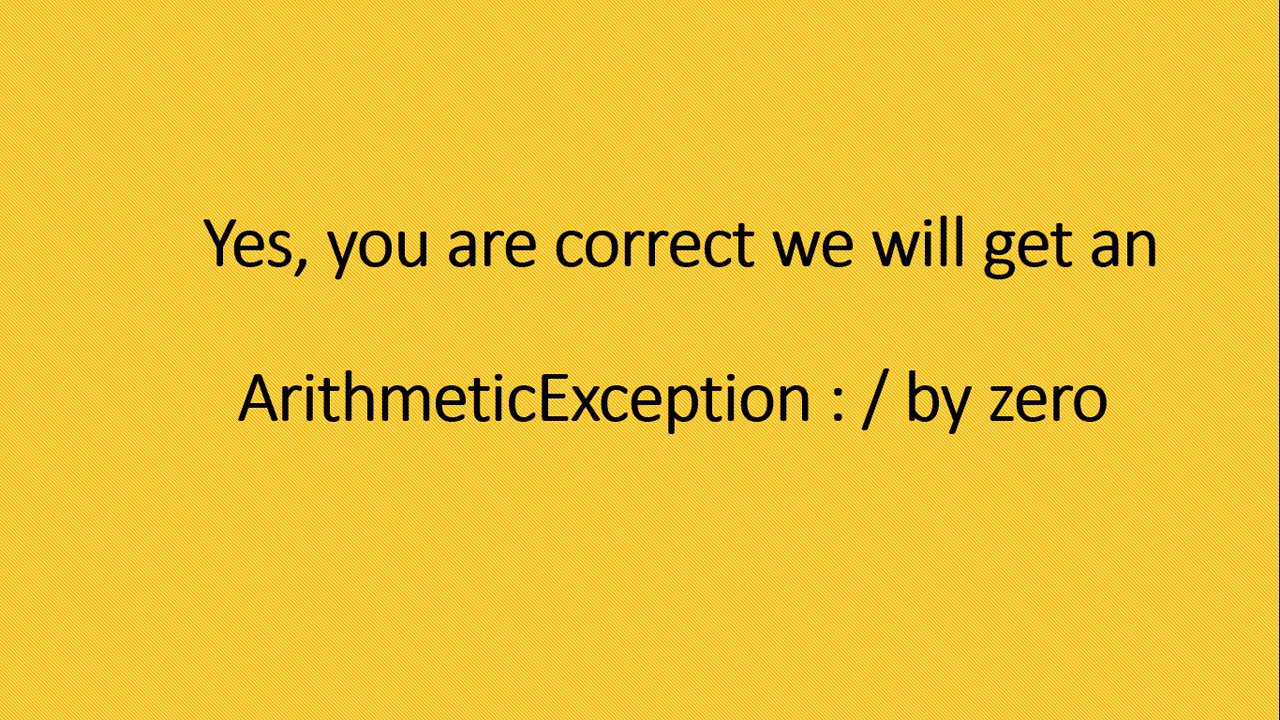 Yes, you are correct we will get an
ArithmeticException : / by zero